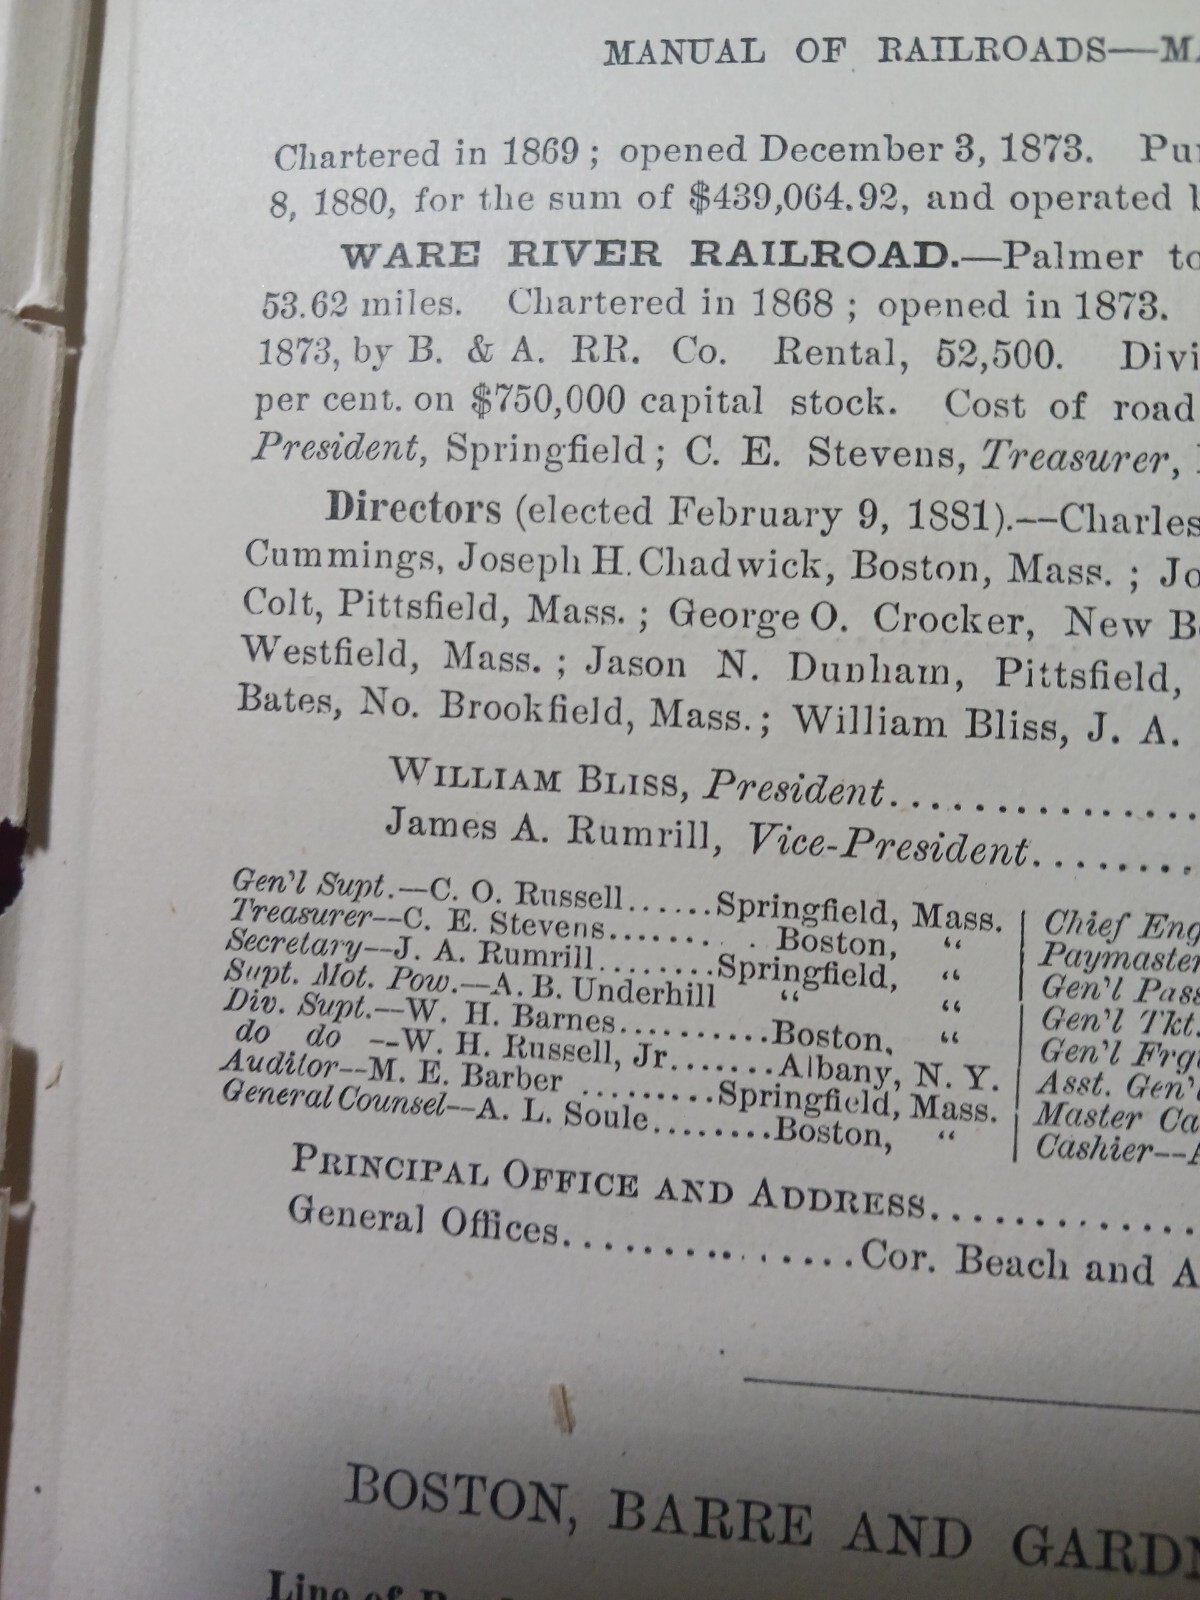 MANUAL OF RAILROADS—MA
Chartered in 1869 ; opened December 3, 1873. Pur
8, 1880, for the sum of $439,064.92, and operated b
WARE RIVER RAILROAD.—Palmer to
53.62 miles. Chartered in 1868 ; opened in 1873.
1873, by B. & A. RR. Co. Rental, 52,500. Divi
per cent. on $750,000 capital stock. Cost of road
President, Springfield ; C. E. Stevens, Treasurer,
Directors (elected February 9, 1881).—Charles
Cummings, Joseph H. Chadwick, Boston, Mass. ; Jo
Colt, Pittsfield, Mass. ; George O. Crocker, New B
Westfield, Mass. ; Jason N. Dunham, Pittsfield,
Bates, No. Brookfield, Mass. ; William Bliss, J. A.
WILLIAM BLISS, President..............
James A. Rumrill, Vice-President..........
Gen'l Supt.—C. O. Russell......Springfield, Mass. | Chief Eng
Treasurer--C. E. Stevens........ . Boston, “ | Paymaster
Secretary—J. A. Rumrill........Springfield, “ | Gen'l Pass
Supt. Mot. Pow.—A. B. Underhill “ “ | Gen'l Tkt.
Div. Supt.—W. H. Barnes..........Boston, “ | Gen'l Frg
do do --W. H. Russell, Jr.......Albany, N. Y. | Asst. Gen'l
Auditor--M. E. Barber .........Springfield, Mass. | Master Ca
General Counsel--A. L. Soule........Boston, “ | Cashier--A
PRINCIPAL OFFICE AND ADDRESS..............
General Offices..............Cor. Beach and A
BOSTON, BARRE AND GARDN
Line of